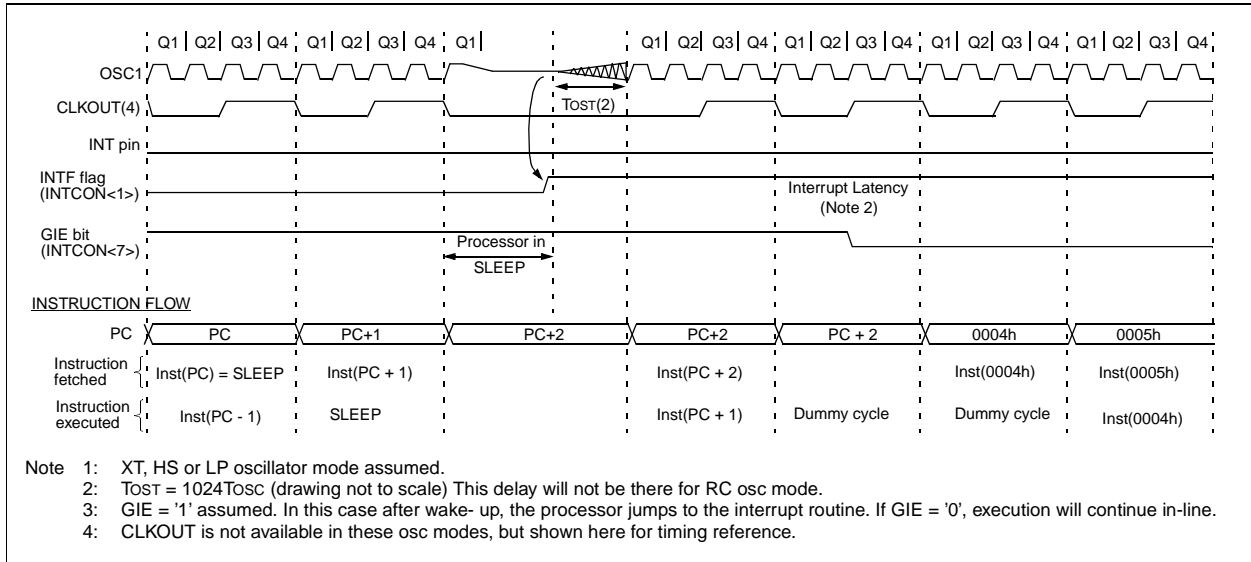 Q1 Q2 Q3 Q4 Q1 Q2 Q3 Q4 Q1 Q1 Q2 Q3 Q4 Q1 Q2 Q3 Q4 Q1 Q2 Q3 Q4 Q1 Q2 Q3 Q4
OSC1
CLKOUT(4)
TOST(2)
INT pin
INTF flag
(INTCON<1>)
Interrupt Latency
(Note 2)
GIE bit
(INTCON<7>)
Processor in
SLEEP
INSTRUCTION FLOW
PC PC PC+1 PC+2 PC+2 PC + 2 0004h 0005h
Instruction
fetched
Inst(PC) = SLEEP Inst(PC + 1) Inst(PC + 2) Inst(0004h) Inst(0005h)
Instruction
executed
Inst(PC - 1) SLEEP Inst(PC + 1) Dummy cycle Dummy cycle Inst(0004h)
Note 1: XT, HS or LP oscillator mode assumed.
2: TOST = 1024TOSC (drawing not to scale) This delay will not be there for RC osc mode.
3: GIE = '1' assumed. In this case after wake- up, the processor jumps to the interrupt routine. If GIE = '0', execution will continue in-line.
4: CLKOUT is not available in these osc modes, but shown here for timing reference.